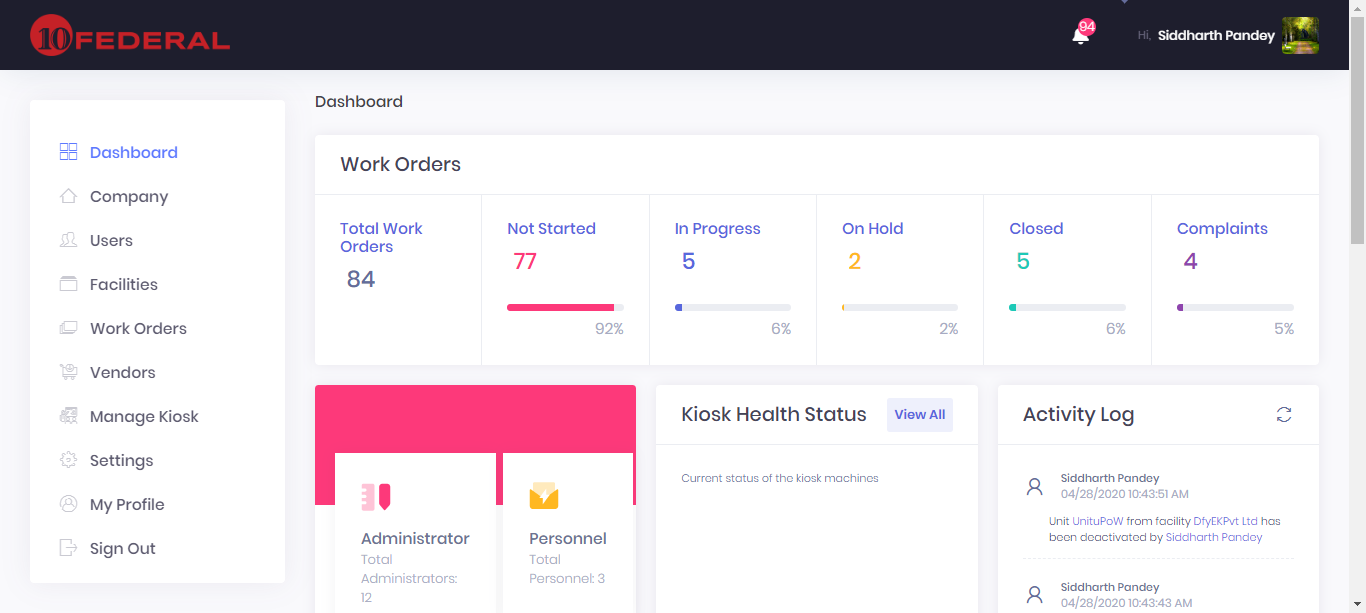 10 FEDERAL
94
Hi, Siddharth Pandey
Dashboard
Company
Users
Facilities
Work Orders
Vendors
Manage Kiosk
Settings
My Profile
Sign Out
Dashboard
Work Orders
Total Work
Orders
84
Not Started
77
92%
In Progress
5
6%
On Hold
2
2%
Closed
5
6%
Complaints
4
5%
Administrator
Total
Administrators:
12
Personnel
Total
Personnel: 3
Kiosk Health Status
View All
Current status of the kiosk machines
Activity Log
Siddharth Pandey
04/28/2020 10:43:51 AM
Unit UnituPoW from facility DfyEKPvt Ltd has
been deactivated by Siddharth Pandey
Siddharth Pandey
04/28/2020 10:43:43 AM